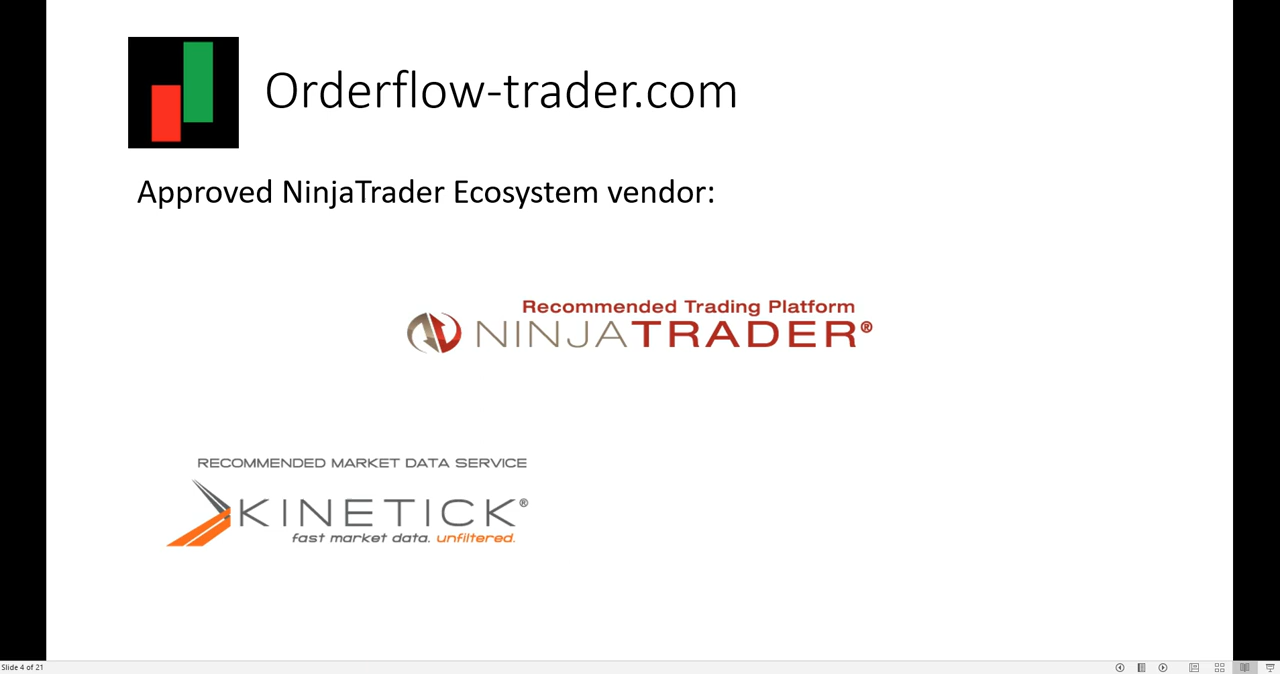 Orderflow-trader.com
Approved NinjaTrader Ecosystem vendor:
Recommended Trading Platform
NINJATRADER®
RECOMMENDED MARKET DATA SERVICE
KINETICK®
fast market data. unfiltered.
Slide 4 of 21